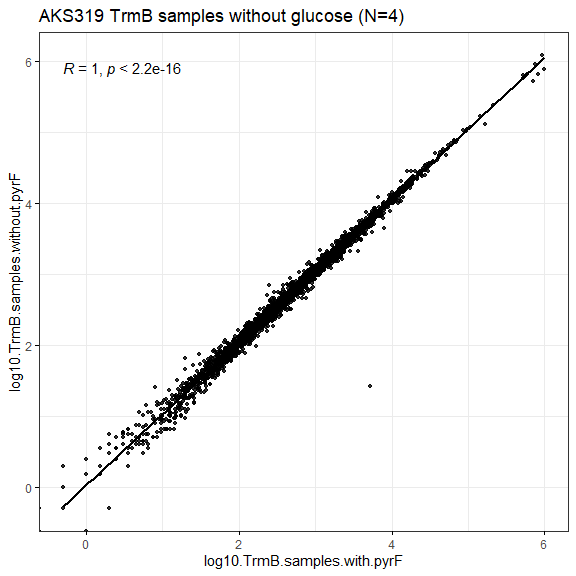 AKS319 TrmB samples without glucose (N=4)
R = 1, p < 2.2e-16
6
4
2
0
log10.TrmB.samples.without.pyrF
0 2 4 6
log10.TrmB.samples.with.pyrF